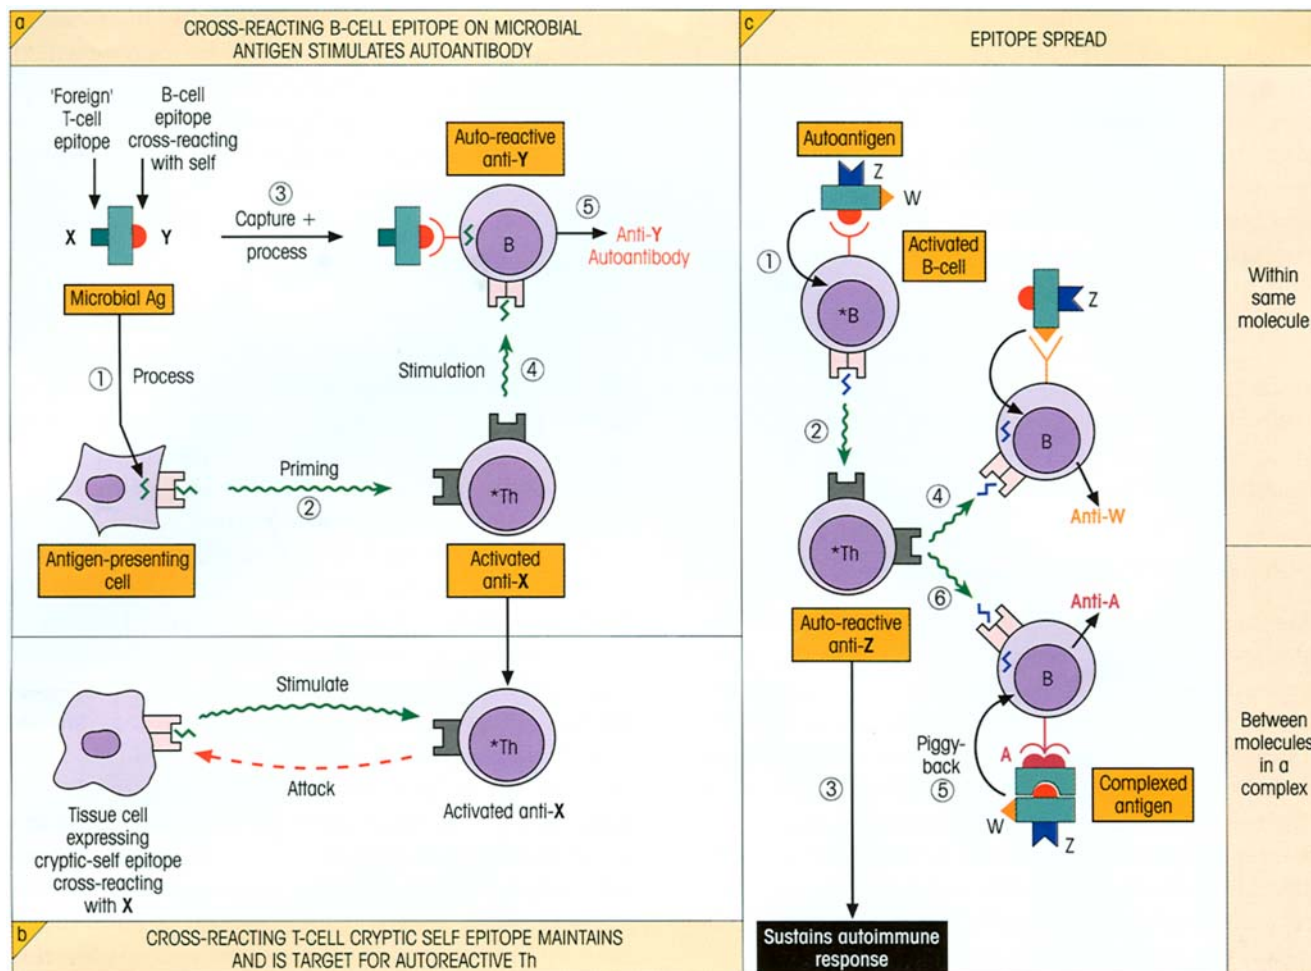 a
CROSS-REACTING B-CELL EPITOPE ON MICROBIAL
ANTIGEN STIMULATES AUTOANTIBODY
'Foreign'
T-cell
epitope
B-cell
epitope
cross-reacting
with self
X
Y
Microbial Ag
①
Process
Antigen-presenting
cell
Priming
②
③
Capture +
process
Auto-reactive
anti-Y
B
⑤
Anti-Y
Autoantibody
Stimulation
④
*Th
Activated
anti-X
Stimulate
Attack
*Th
Activated anti-X
Tissue cell
expressing
cryptic-self epitope
cross-reacting
with X
b
CROSS-REACTING T-CELL CRYPTIC SELF EPITOPE MAINTAINS
AND IS TARGET FOR AUTOREACTIVE Th
c
EPITOPE SPREAD
Autoantigen
Z
W
①
Activated
B-cell
*B
②
*Th
Auto-reactive
anti-Z
③
Sustains autoimmune
response
Z
B
④
Anti-W
⑥
Anti-A
B
Piggy-
back
⑤
A
W
Z
Complexed
antigen
Within
same
molecule
Between
molecules
in a
complex